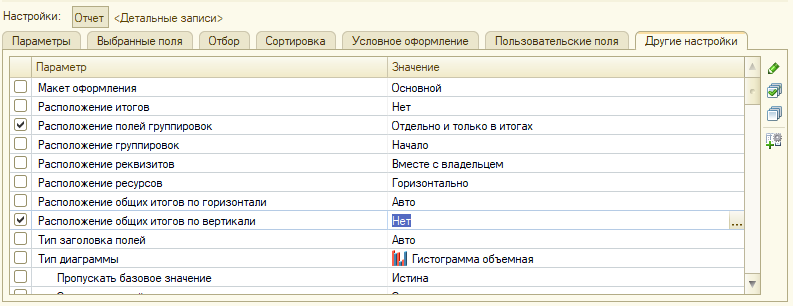 Настройки: Отчет <Детальные записи>
Параметры Выбранные поля Отбор Сортировка Условное оформление Пользовательские поля Другие настройки
Параметр Значение
Макет оформления Основной
Расположение итогов Нет
Расположение полей группировок Отдельно и только в итогах
Расположение группировок Начало
Расположение реквизитов Вместе с владельцем
Расположение ресурсов Горизонтально
Расположение общих итогов по горизонтали Авто
Расположение общих итогов по вертикали Нет ...
Тип заголовка полей Авто
Тип диаграммы Гистограмма объемная
Пропускать базовое значение Истина